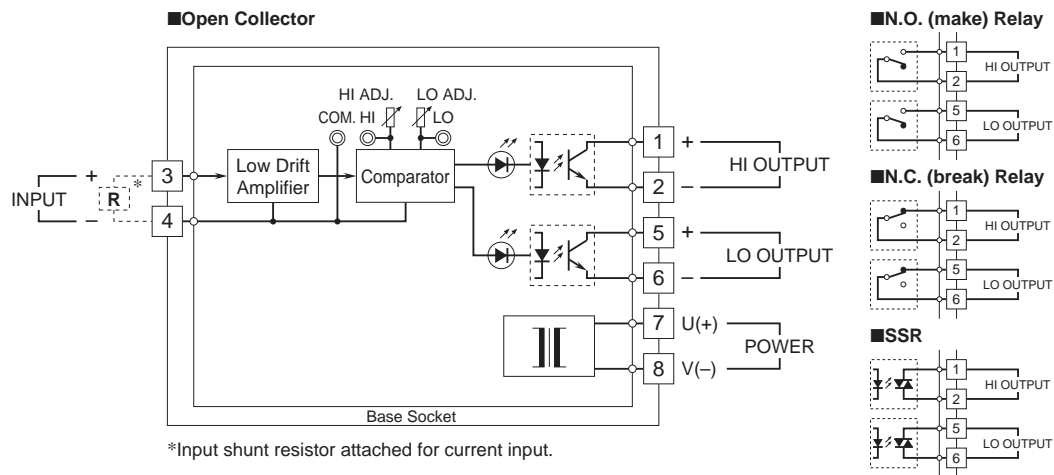 ■Open Collector
HI ADJ. LO ADJ.
COM. HI LO
INPUT
+
*
R
−
3
4
Low Drift
Amplifier
Comparator
1 +
HI OUTPUT
2 −
5 +
LO OUTPUT
6 −
7 U(+)
POWER
8 V(−)
Base Socket
*Input shunt resistor attached for current input.
■N.O. (make) Relay
1
HI OUTPUT
2
5
LO OUTPUT
6
■N.C. (break) Relay
1
HI OUTPUT
2
5
LO OUTPUT
6
■SSR
1
HI OUTPUT
2
5
LO OUTPUT
6